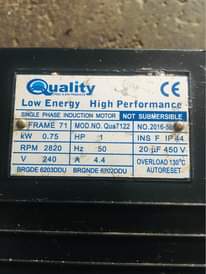 Quality CE
Low Energy High Performance
SINGLE PHASE INDUCTION MOTOR NOT SUBMERSIBLE
FRAME 71 MOD.NO. Qua7122 NO.2016-58
kW 0.75 HP 1 INS F IP 44
RPM 2820 Hz 50 20 µF 450 V
V 240 A 4.4 OVERLOAD 130°C
BRGDE 6203DDU BRGNDE 6202DDU AUTORESET